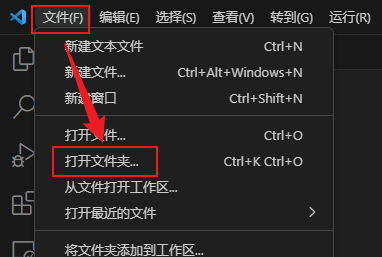 文件(F) 编辑(E) 选择(S) 查看(V) 转到(G) 运行(R)
新建文本文件 Ctrl+N
新建文件... Ctrl+Alt+Windows+N
新建窗口 Ctrl+Shift+N
打开文件... Ctrl+O
打开文件夹... Ctrl+K Ctrl+O
从文件打开工作区...
打开最近的文件
将文件夹添加到工作区...